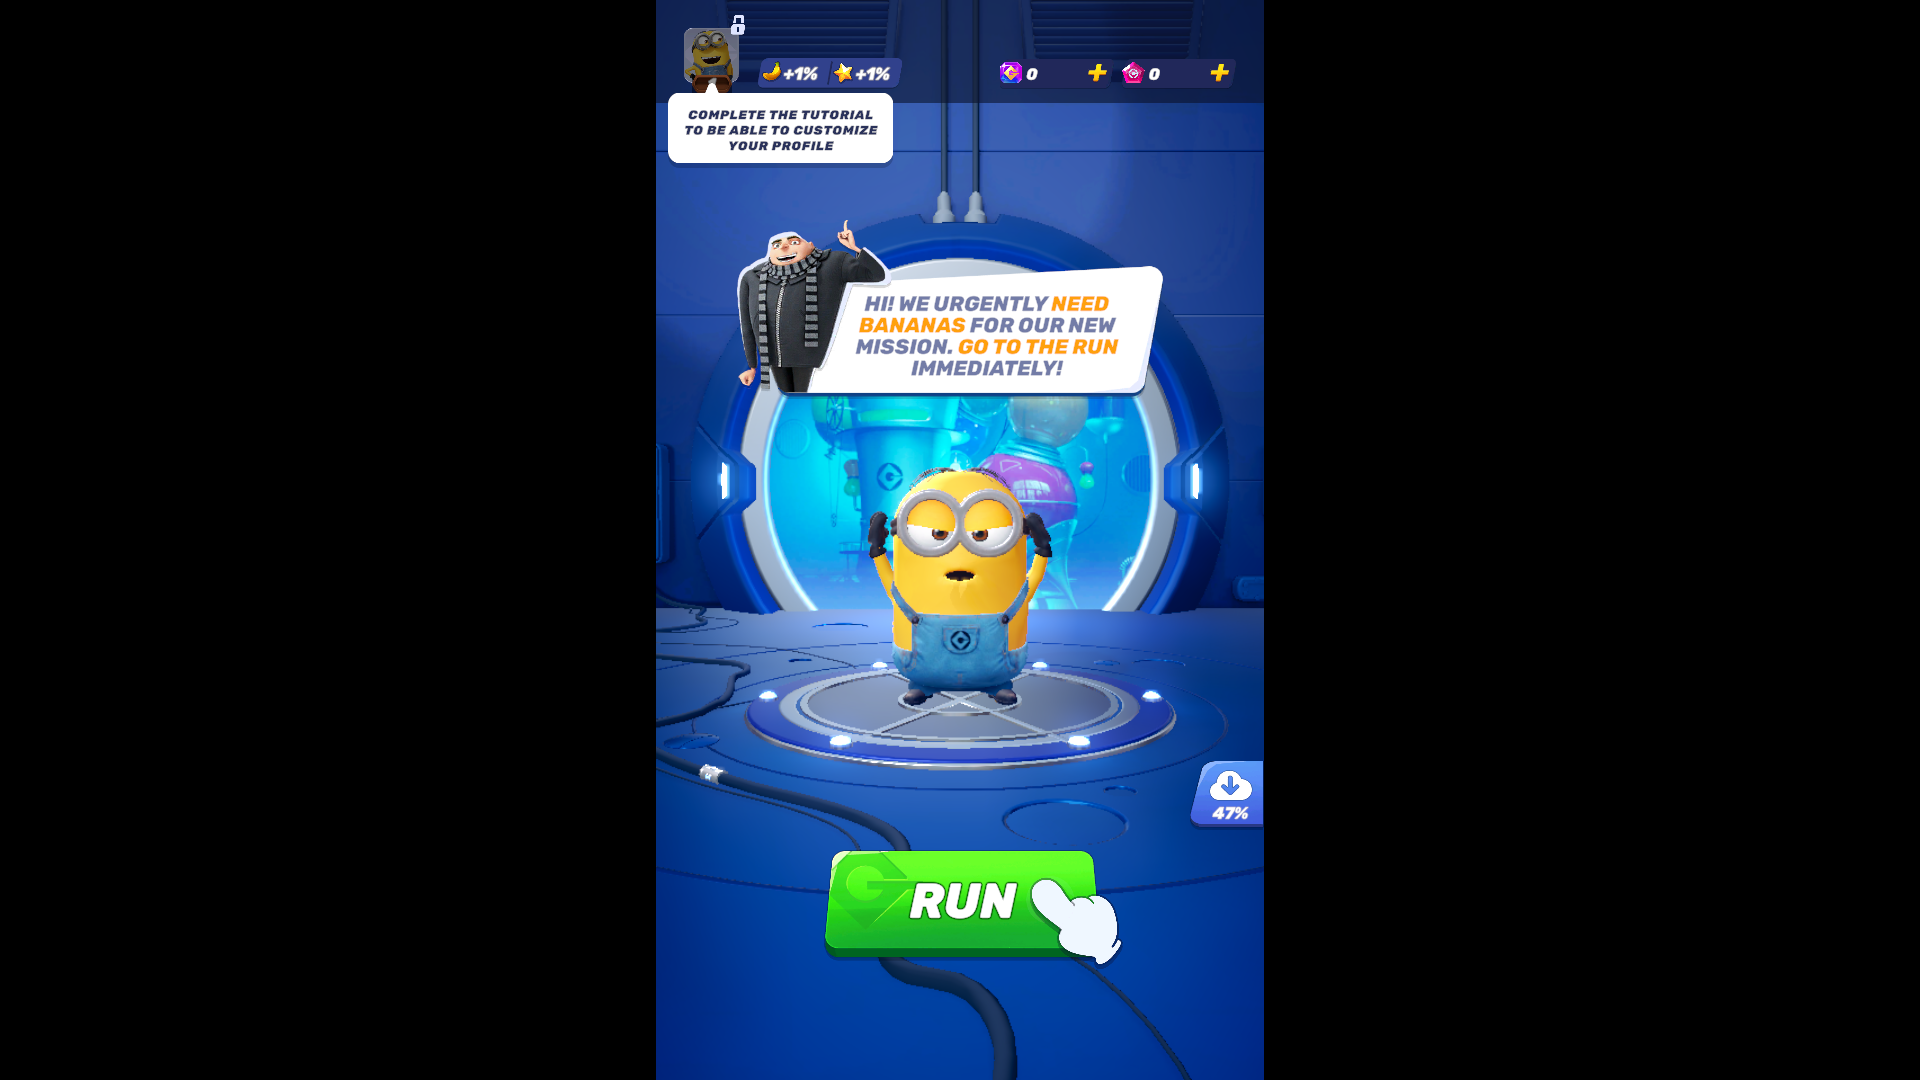 +1% +1% 0 0
COMPLETE THE TUTORIAL
TO BE ABLE TO CUSTOMIZE
YOUR PROFILE
HI! WE URGENTLY NEED
BANANAS FOR OUR NEW
MISSION. GO TO THE RUN
IMMEDIATELY!
47%
RUN